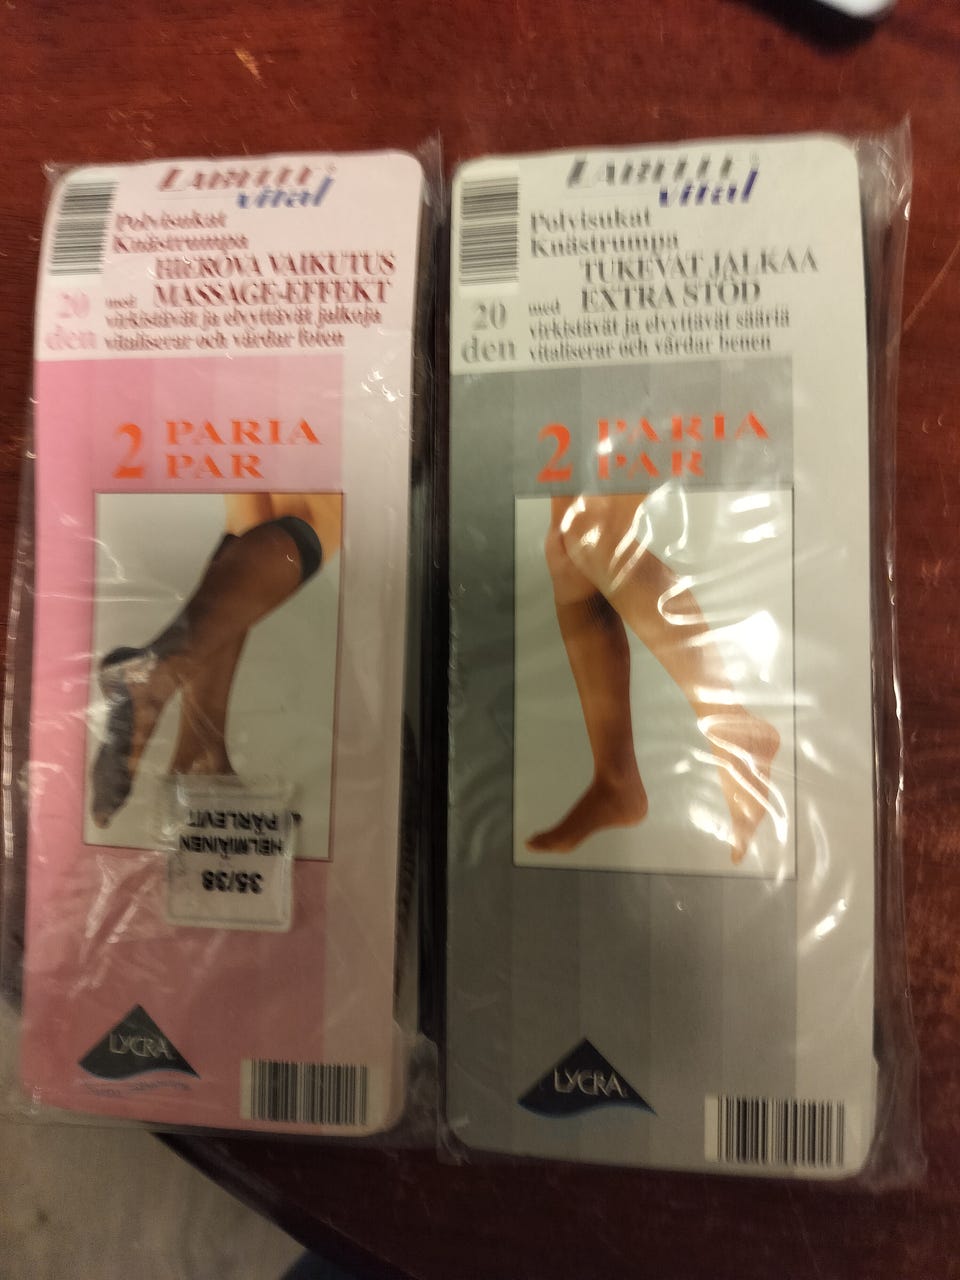 vital
Polvisukat
Knästrumpa
HIEROVA VAIKUTUS
med MASSAGE-EFFEKT
20
den
virkistävät ja elvyttävät jalkoja
vitaliserar och vårdar foten
2 PARIA
PAR
35/38
HELMIÄINEN
PÄRLEVIT
LYCRA
vital
Polvisukat
Knästrumpa
TUKEVAT JALKAA
med EXTRA STÖD
20
den
virkistävät ja elvyttävät sääriä
vitaliserar och vårdar benen
2 PARIA
PAR
LYCRA